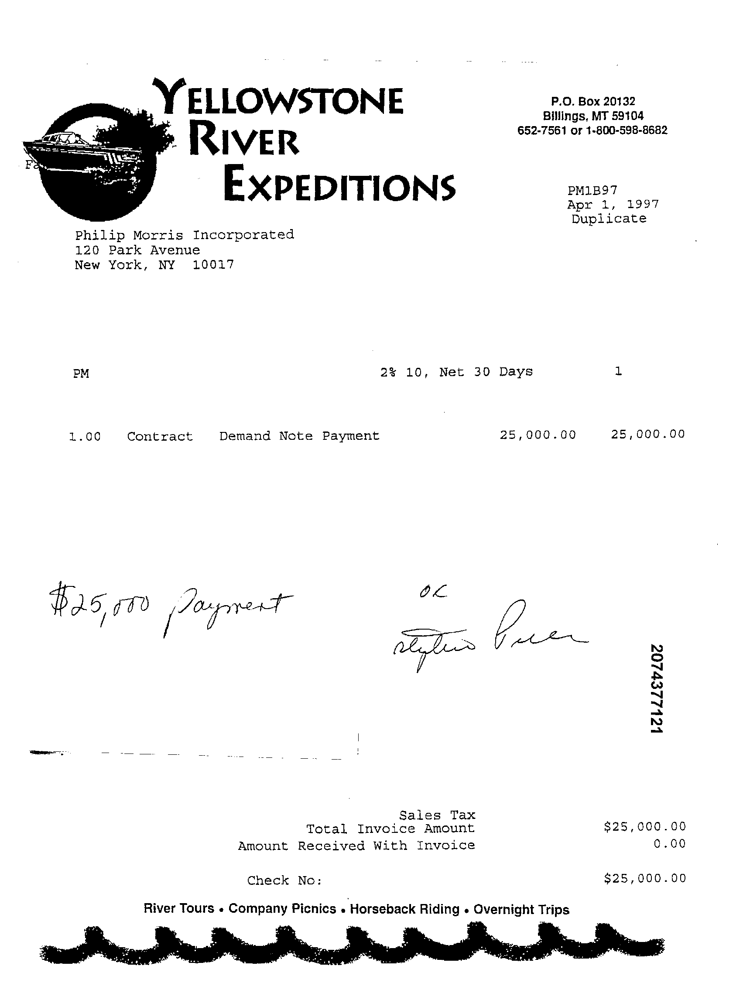 YELLOWSTONE
RIVER
EXPEDITIONS
P.O. Box 20132
Billings, MT 59104
652-7561 or 1-800-598-8682
PM1B97
Apr 1, 1997
Duplicate
Philip Morris Incorporated
120 Park Avenue
New York, NY 10017
PM 2% 10, Net 30 Days 1
1.00 Contract Demand Note Payment 25,000.00 25,000.00
$25,000 Payment
OK
2074377121
Sales Tax
Total Invoice Amount $25,000.00
Amount Received With Invoice 0.00
Check No: $25,000.00
River Tours • Company Picnics • Horseback Riding • Overnight Trips